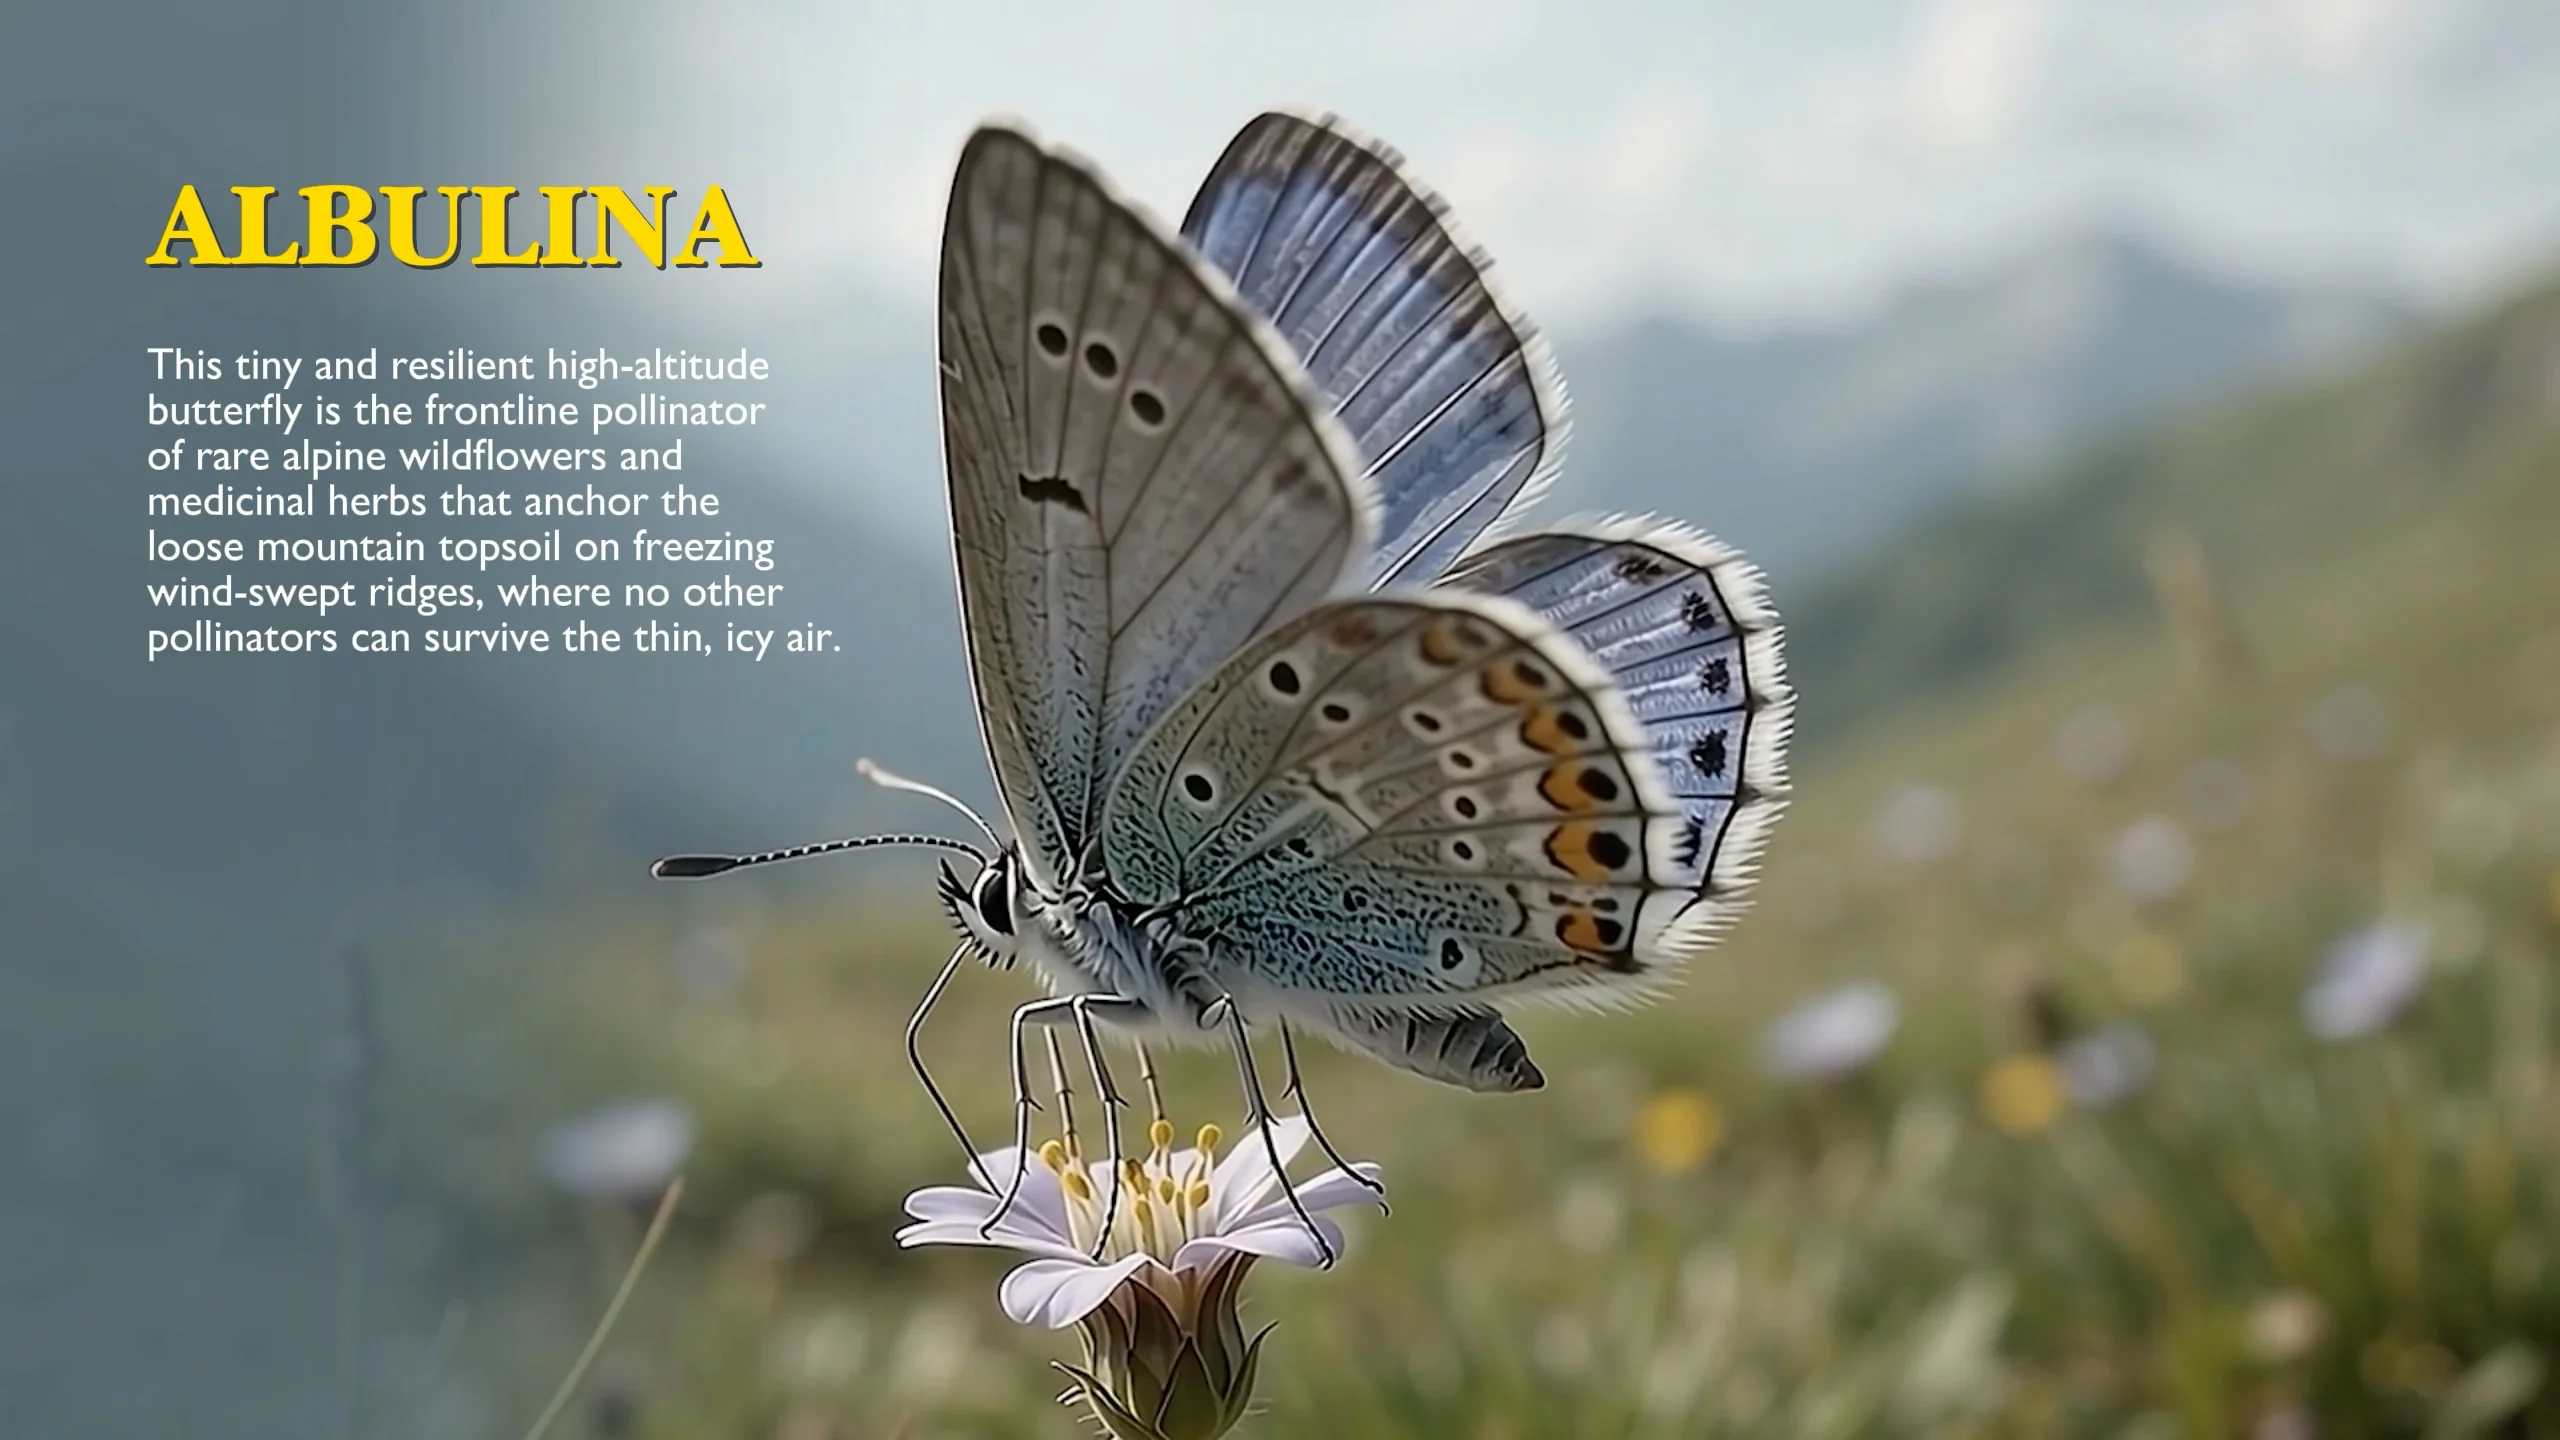 ALBULINA
This tiny and resilient high-altitude
butterfly is the frontline pollinator
of rare alpine wildflowers and
medicinal herbs that anchor the
loose mountain topsoil on freezing
wind-swept ridges, where no other
pollinators can survive the thin, icy air.